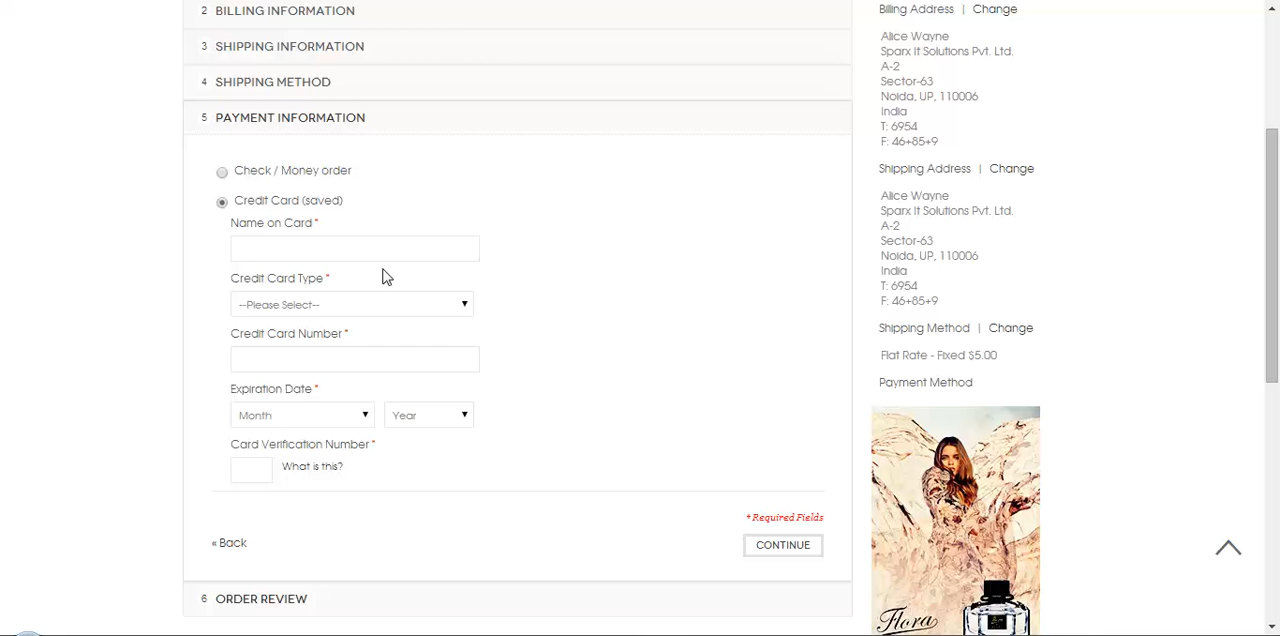 2 BILLING INFORMATION
3 SHIPPING INFORMATION
4 SHIPPING METHOD
5 PAYMENT INFORMATION
Check / Money order
Credit Card (saved)
Name on Card *
Credit Card Type *
--Please Select--
Credit Card Number *
Expiration Date *
Month Year
Card Verification Number *
What is this?
* Required Fields
« Back
CONTINUE
6 ORDER REVIEW
Billing Address | Change
Alice Wayne
Sparx It Solutions Pvt. Ltd.
A-2
Sector-63
Noida, UP, 110006
India
T: 6954
F: 46+85+9
Shipping Address | Change
Alice Wayne
Sparx It Solutions Pvt. Ltd.
A-2
Sector-63
Noida, UP, 110006
India
T: 6954
F: 46+85+9
Shipping Method | Change
Flat Rate - Fixed $5.00
Payment Method
Flora